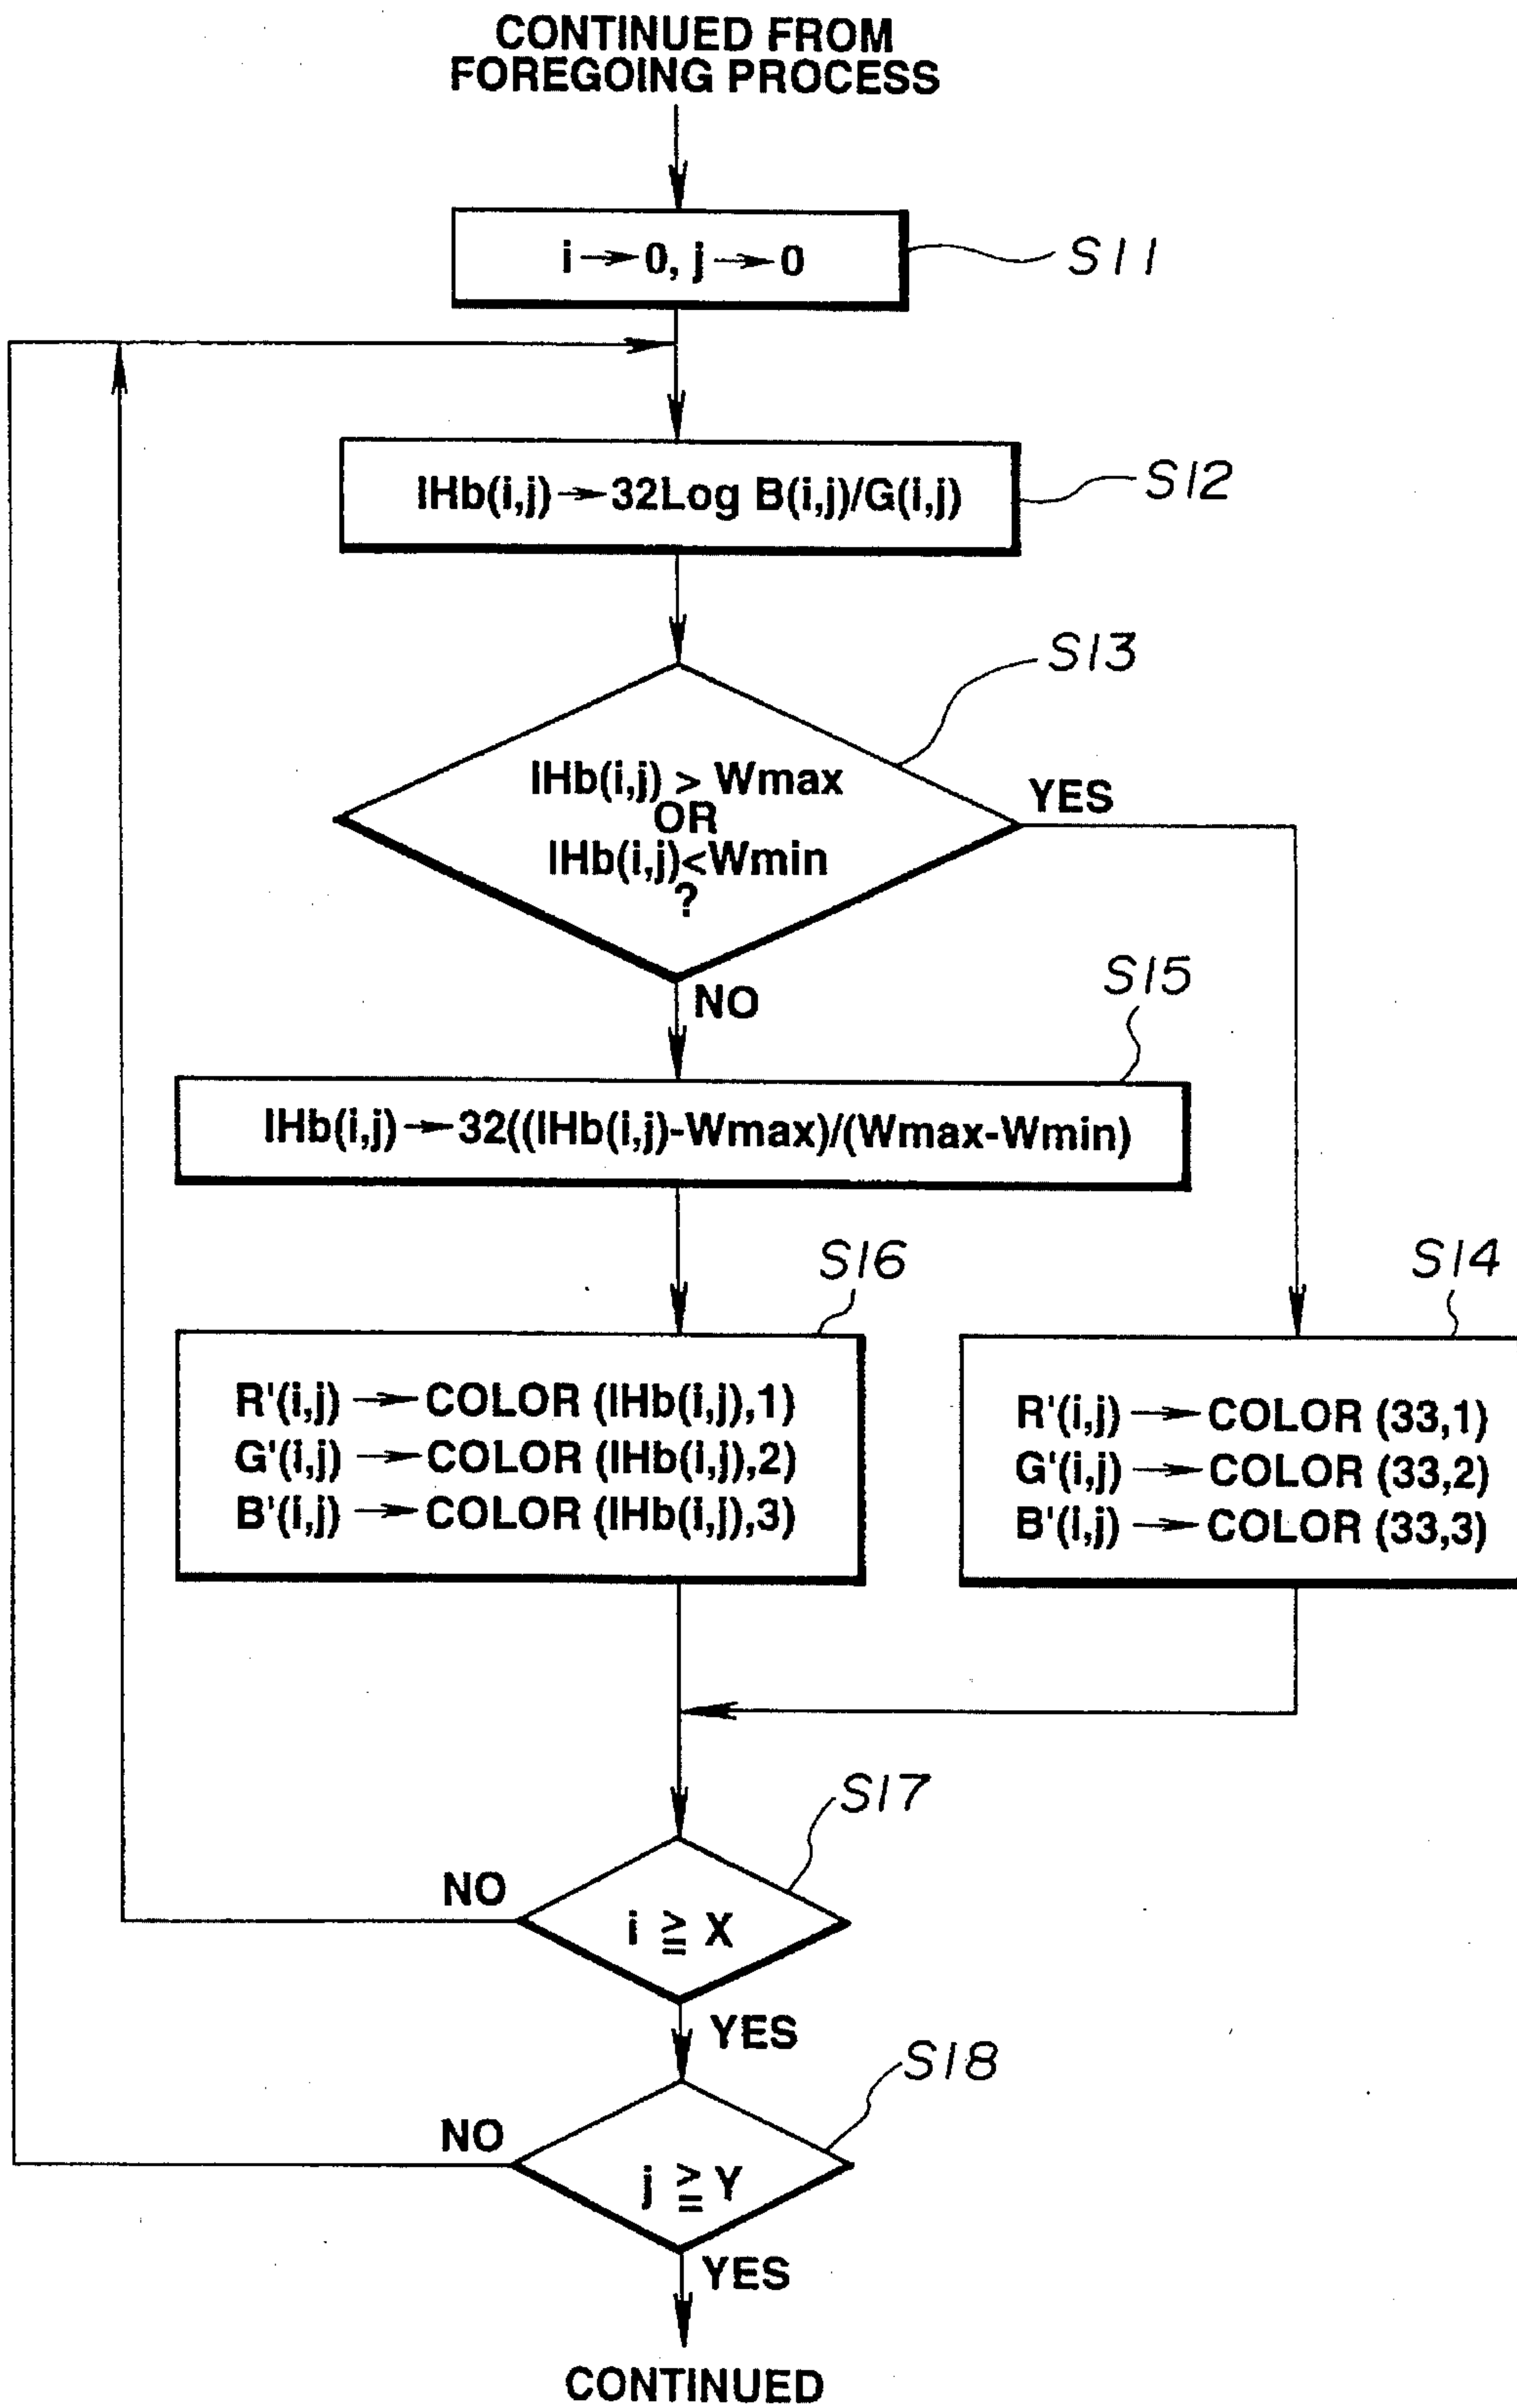 CONTINUED FROM
FOREGOING PROCESS
i→0, j→0
S11
IHb(i,j)→32Log B(i,j)/G(i,j)
S12
S13
IHb(i,j) > Wmax
OR
IHb(i,j)<Wmin
?
YES
NO
S15
IHb(i,j)→32((IHb(i,j)-Wmax)/(Wmax-Wmin)
S16
R'(i,j)→COLOR (IHb(i,j),1)
G'(i,j)→COLOR (IHb(i,j),2)
B'(i,j)→COLOR (IHb(i,j),3)
S14
R'(i,j)→COLOR (33,1)
G'(i,j)→COLOR (33,2)
B'(i,j)→COLOR (33,3)
S17
NO
i ≧ X
YES
S18
NO
j ≧ Y
YES
CONTINUED